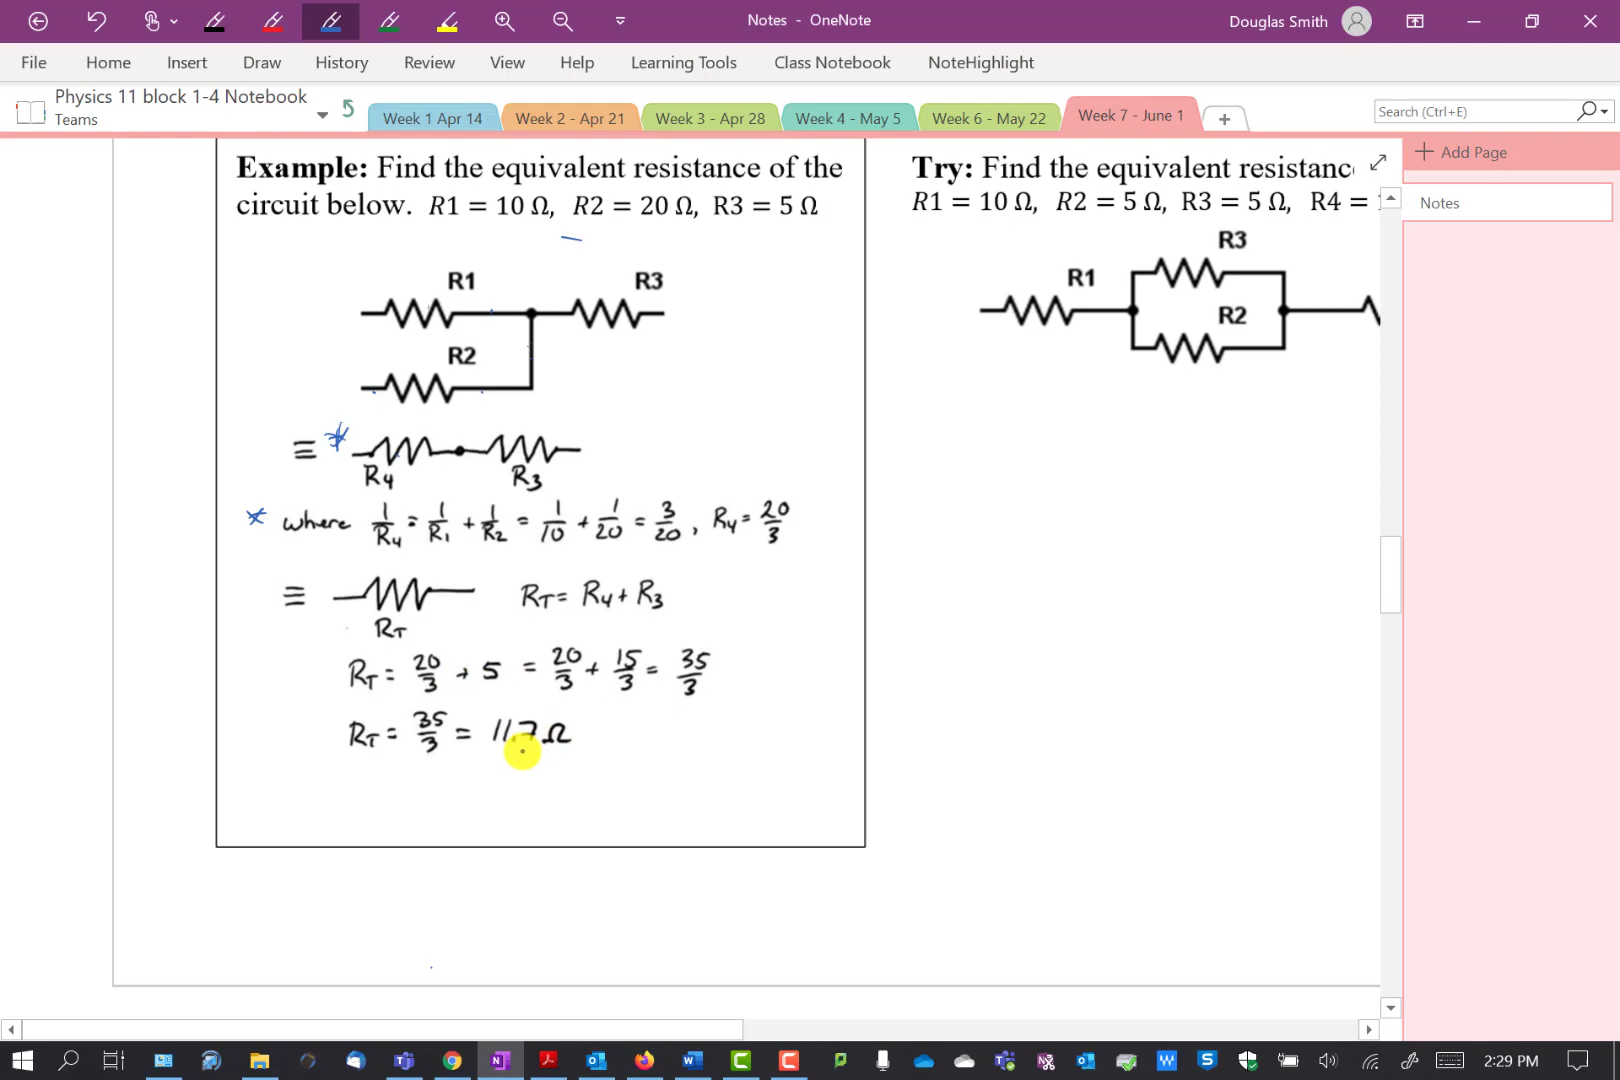 Notes - OneNote
Douglas Smith
File Home Insert Draw History Review View Help Learning Tools Class Notebook NoteHighlight
Physics 11 block 1-4 Notebook
Teams
Week 1 Apr 14 Week 2 - Apr 21 Week 3 - Apr 28 Week 4 - May 5 Week 6 - May 22 Week 7 - June 1
Search (Ctrl+E)
Add Page
Notes
Example: Find the equivalent resistance of the
circuit below. R1 = 10 Ω, R2 = 20 Ω, R3 = 5 Ω
R1 R3
R2
≡ * R4 R3
* where 1/R4 = 1/R1 + 1/R2 = 1/10 + 1/20 = 3/20, R4 = 20/3
≡ RT RT = R4 + R3
RT = 20/3 + 5 = 20/3 + 15/3 = 35/3
RT = 35/3 = 11.7 Ω
Try: Find the equivalent resistanc
R1 = 10 Ω, R2 = 5 Ω, R3 = 5 Ω, R4 =
R3
R1
R2
2:29 PM